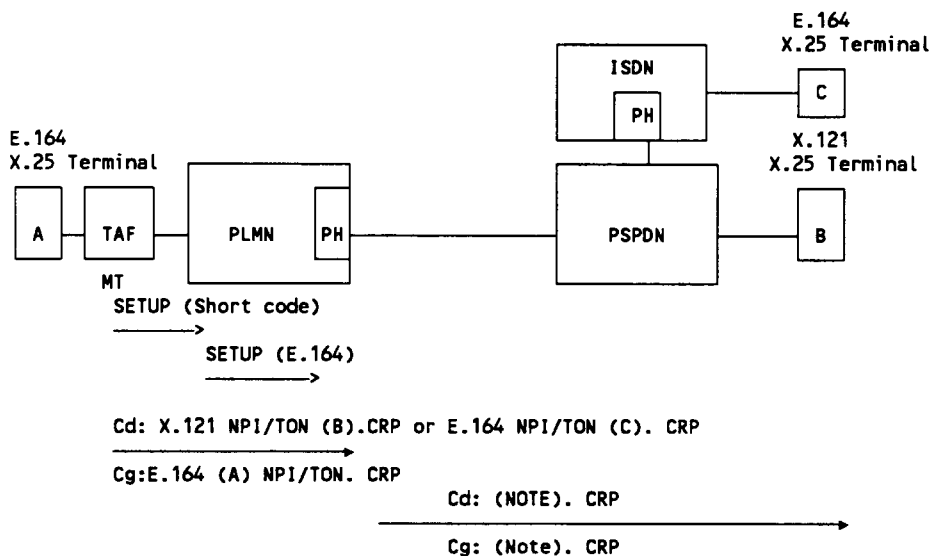 E.164
X.25 Terminal
ISDN
PH
C
E.164
X.25 Terminal
X.121
X.25 Terminal
A
TAF
PLMN
PH
PSPDN
B
MT
SETUP (Short code)
SETUP (E.164)
Cd: X.121 NPI/TON (B).CRP or E.164 NPI/TON (C). CRP
Cg:E.164 (A) NPI/TON. CRP
Cd: (NOTE). CRP
Cg: (Note). CRP